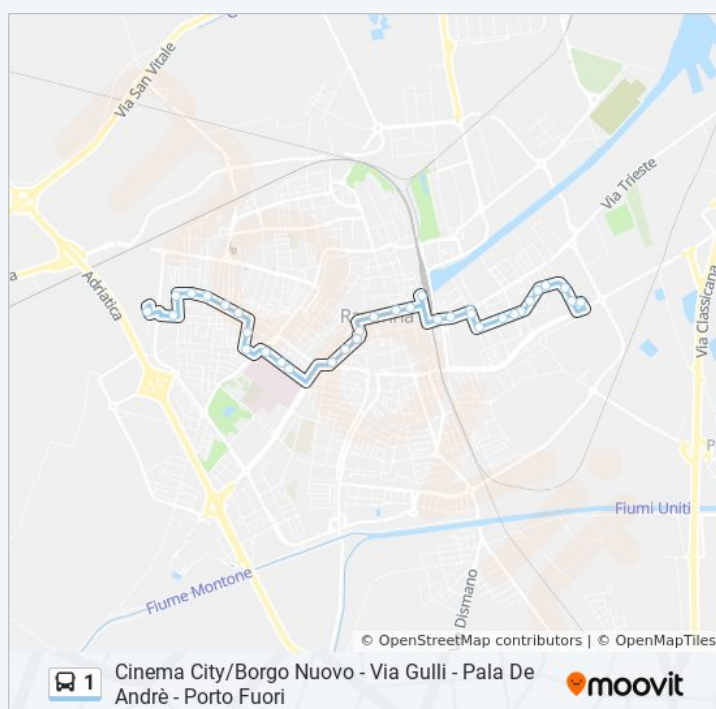 Via San Vitale
Via Trieste
Adriatica
Via Classicana
Fiumi Uniti
Fiume Montone
Dismano
© OpenStreetMap contributors | © OpenMapTiles
1
Cinema City/Borgo Nuovo - Via Gulli - Pala De
Andrè - Porto Fuori
moovit